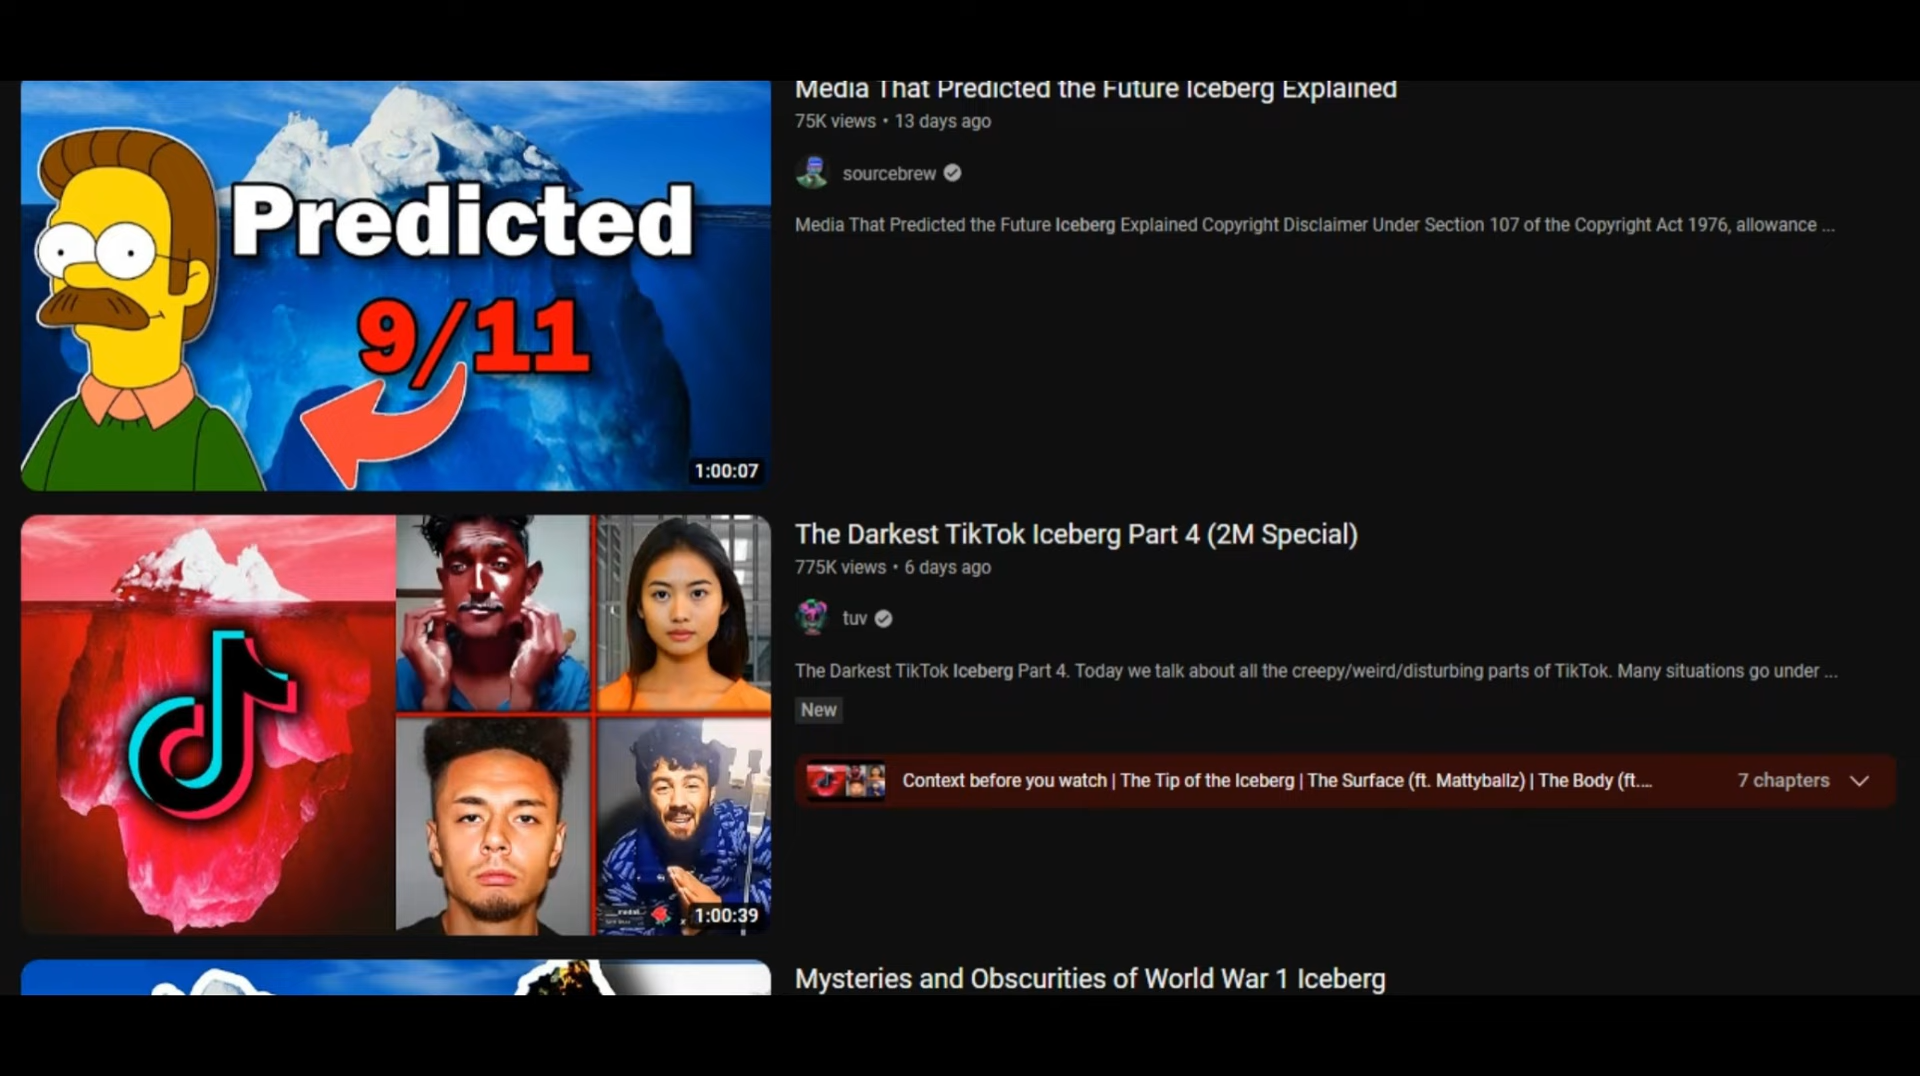 Media That Predicted the Future Iceberg Explained
75K views • 13 days ago
sourcebrew
Media That Predicted the Future Iceberg Explained Copyright Disclaimer Under Section 107 of the Copyright Act 1976, allowance ...
Predicted
9/11
1:00:07
The Darkest TikTok Iceberg Part 4 (2M Special)
775K views • 6 days ago
tuv
The Darkest TikTok Iceberg Part 4. Today we talk about all the creepy/weird/disturbing parts of TikTok. Many situations go under ...
New
Context before you watch | The Tip of the Iceberg | The Surface (ft. Mattyballz) | The Body (ft....
7 chapters
1:00:39
Mysteries and Obscurities of World War 1 Iceberg